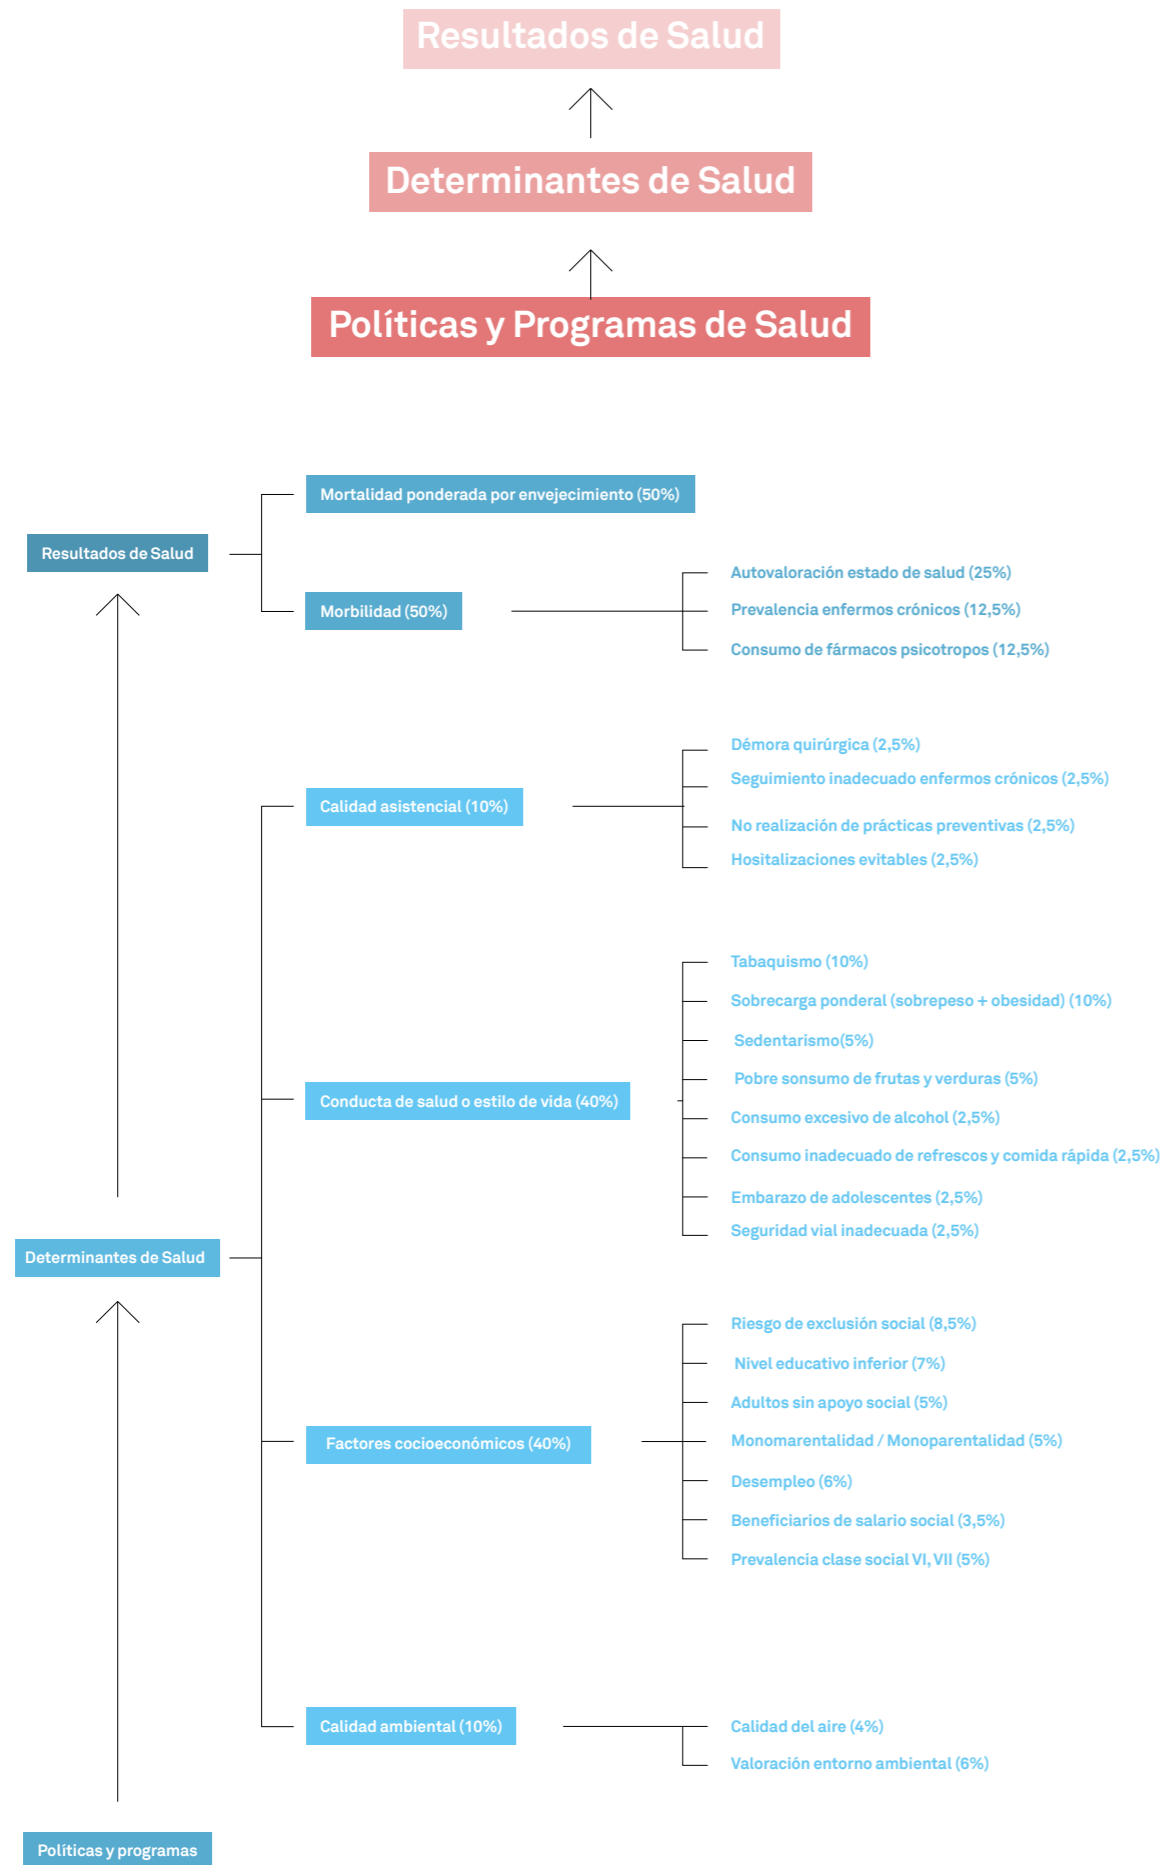 Resultados de Salud
Determinantes de Salud
Políticas y Programas de Salud
Resultados de Salud
Mortalidad ponderada por envejecimiento (50%)
Morbilidad (50%)
Autovaloración estado de salud (25%)
Prevalencia enfermos crónicos (12,5%)
Consumo de fármacos psicotropos (12,5%)
Determinantes de Salud
Calidad asistencial (10%)
Démora quirúrgica (2,5%)
Seguimiento inadecuado enfermos crónicos (2,5%)
No realización de prácticas preventivas (2,5%)
Hositalizaciones evitables (2,5%)
Conducta de salud o estilo de vida (40%)
Tabaquismo (10%)
Sobrecarga ponderal (sobrepeso + obesidad) (10%)
Sedentarismo(5%)
Pobre sonsumo de frutas y verduras (5%)
Consumo excesivo de alcohol (2,5%)
Consumo inadecuado de refrescos y comida rápida (2,5%)
Embarazo de adolescentes (2,5%)
Seguridad vial inadecuada (2,5%)
Factores cocioeconómicos (40%)
Riesgo de exclusión social (8,5%)
Nivel educativo inferior (7%)
Adultos sin apoyo social (5%)
Monomarentalidad / Monoparentalidad (5%)
Desempleo (6%)
Beneficiarios de salario social (3,5%)
Prevalencia clase social VI, VII (5%)
Calidad ambiental (10%)
Calidad del aire (4%)
Valoración entorno ambiental (6%)
Políticas y programas